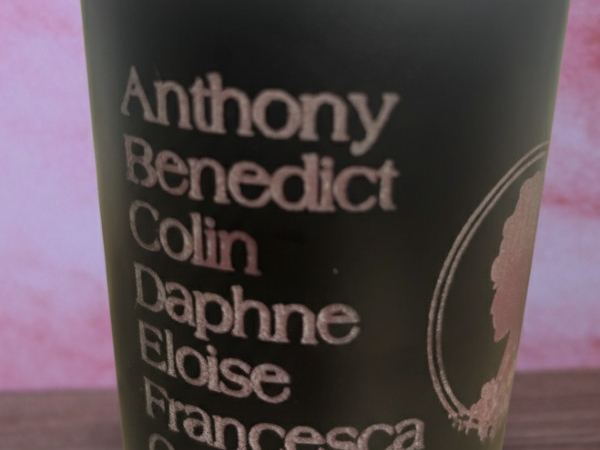 Anthony
Benedict
Colin
Daphne
Eloise
Francesca